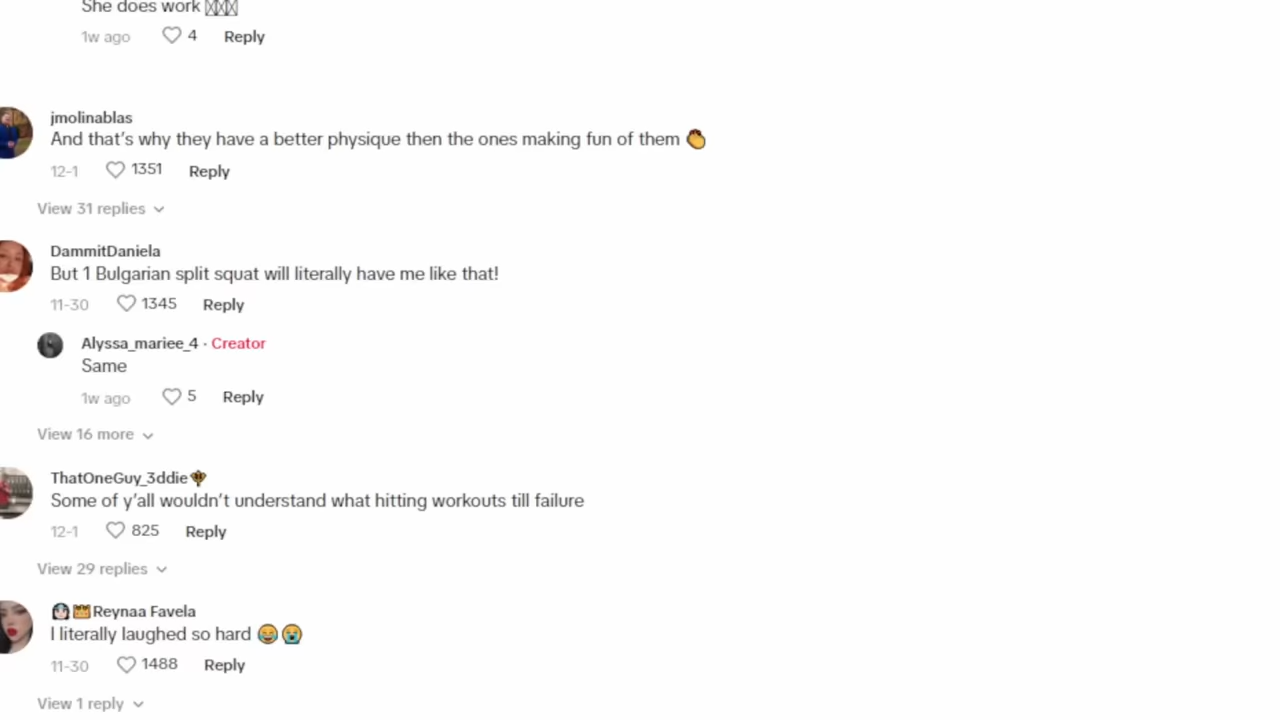 She does work
1w ago 4 Reply
jmolinablas
And that's why they have a better physique then the ones making fun of them 👏
12-1 1351 Reply
View 31 replies
DammitDaniela
But 1 Bulgarian split squat will literally have me like that!
11-30 1345 Reply
Alyssa_mariee_4 · Creator
Same
1w ago 5 Reply
View 16 more
ThatOneGuy_3ddie
Some of y'all wouldn't understand what hitting workouts till failure
12-1 825 Reply
View 29 replies
Reynaa Favela
I literally laughed so hard 😂😭
11-30 1488 Reply
View 1 reply